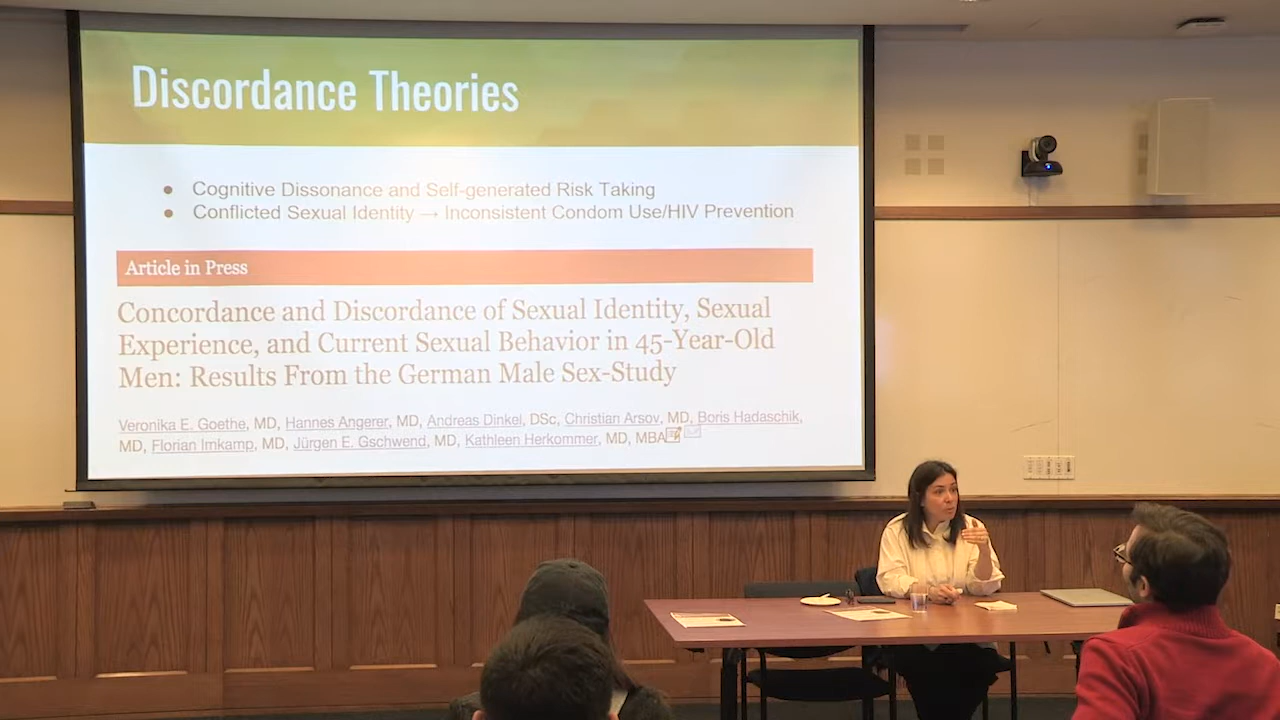 Discordance Theories
● Cognitive Dissonance and Self-generated Risk Taking
● Conflicted Sexual Identity → Inconsistent Condom Use/HIV Prevention
Article in Press
Concordance and Discordance of Sexual Identity, Sexual
Experience, and Current Sexual Behavior in 45-Year-Old
Men: Results From the German Male Sex-Study
Veronika E. Goethe, MD, Hannes Angerer, MD, Andreas Dinkel, DSc, Christian Arsov, MD, Boris Hadaschik,
MD, Florian Imkamp, MD, Jürgen E. Gschwend, MD, Kathleen Herkommer, MD, MBA